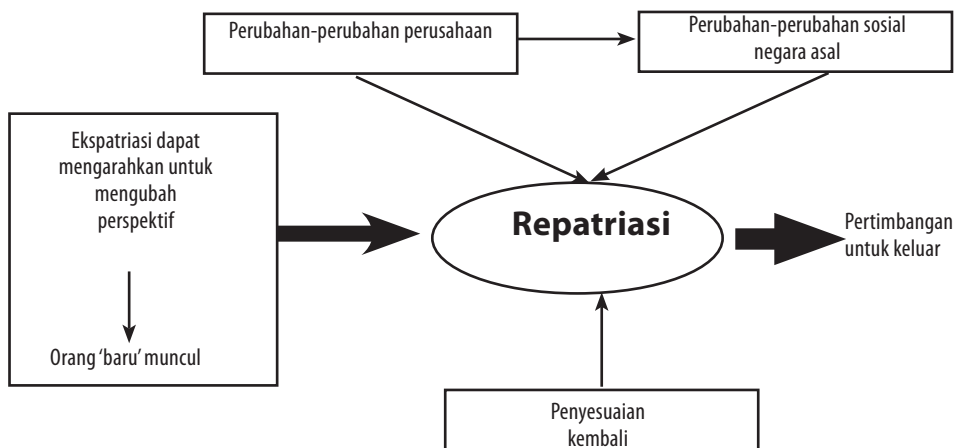 Perubahan-perubahan perusahaan
Perubahan-perubahan sosial
negara asal
Ekspatriasi dapat
mengarahkan untuk
mengubah
perspektif
Orang ‘baru’ muncul
Repatriasi
Pertimbangan
untuk keluar
Penyesuaian
kembali